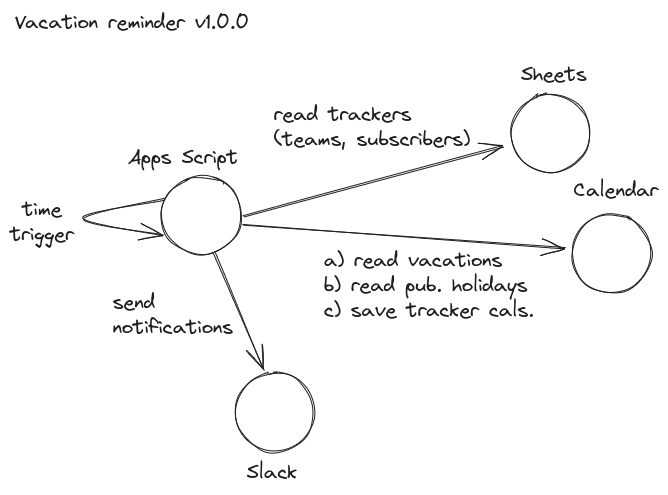 Vacation reminder v1.0.0
Sheets
read trackers
(teams, subscribers)
Apps Script
Calendar
time
trigger
a) read vacations
b) read pub. holidays
c) save tracker cals.
send
notifications
Slack